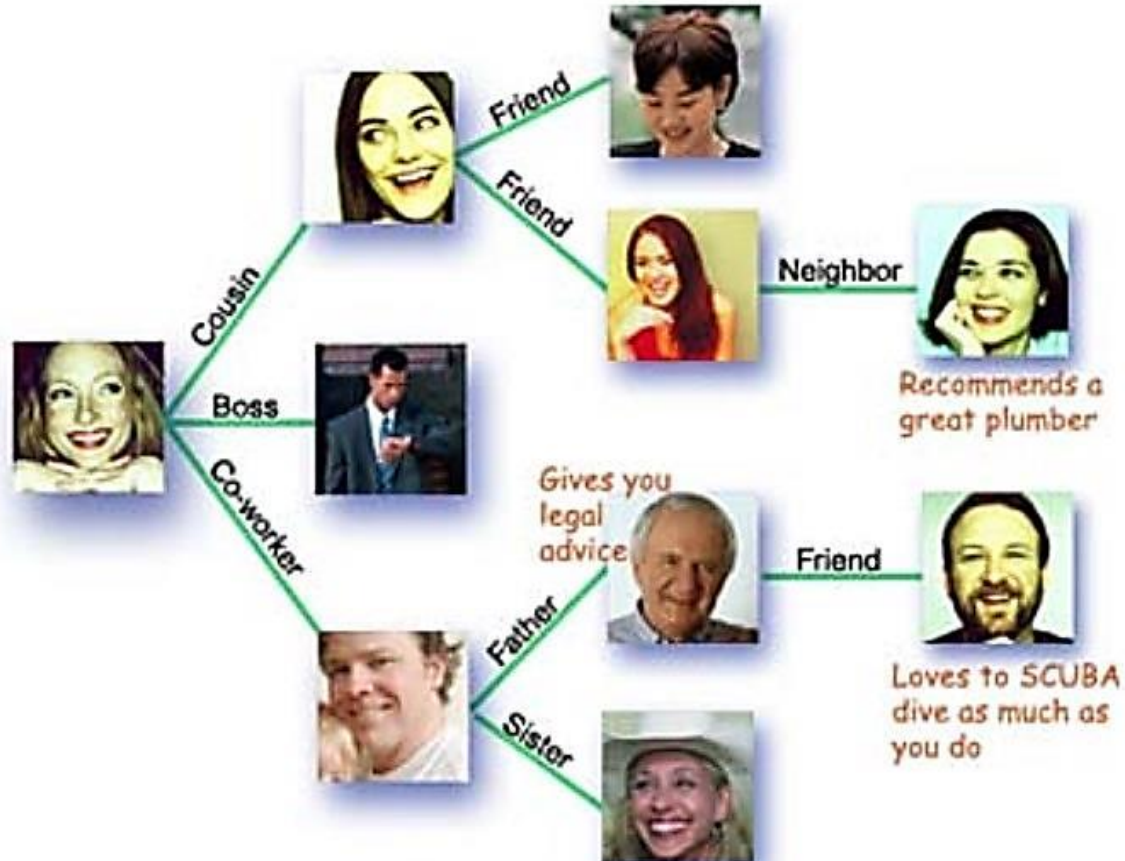 Friend
Friend
Neighbor
Cousin
Recommends a
great plumber
Boss
Co-worker
Gives you
legal
advice
Friend
Father
Loves to SCUBA
dive as much as
you do
Sister